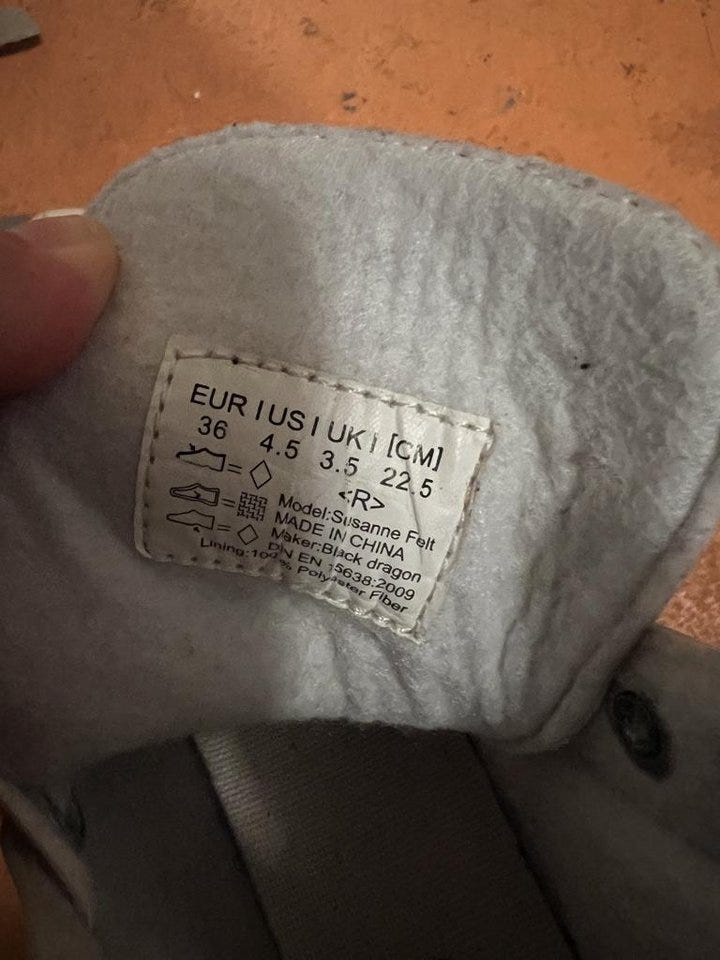 EUR | US | UK | [CM]
36 4.5 3.5 22.5
<R>
Model:Susanne Felt
MADE IN CHINA
Maker:Black dragon
DIN EN 15638:2009
Lining:100% Polyester Fiber